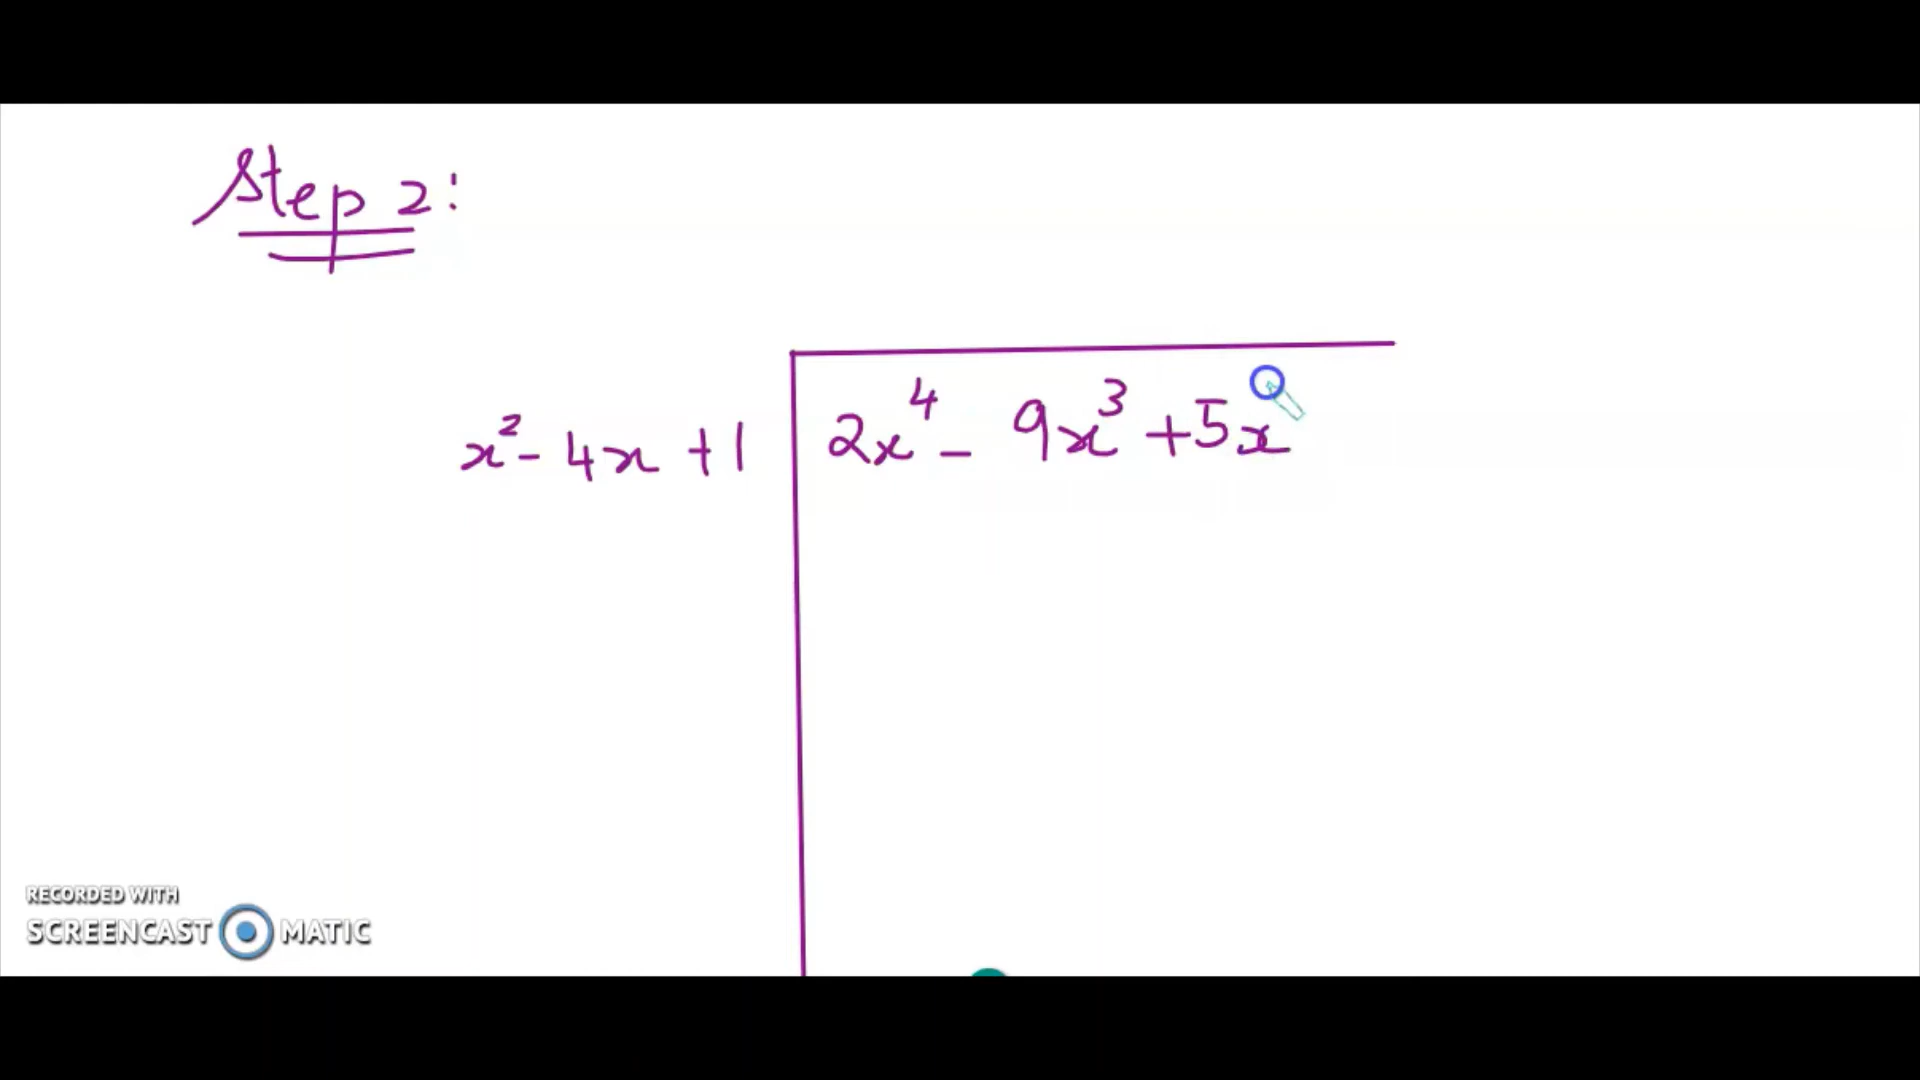 Step 2:
x² - 4x + 1 2x⁴ - 9x³ + 5x
RECORDED WITH
SCREENCAST MATIC